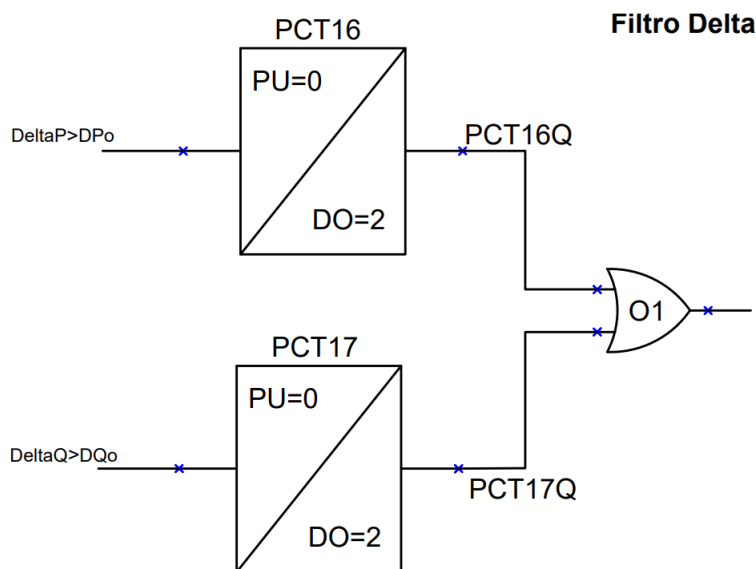 Filtro Delta
PCT16
PU=0
DeltaP>DPo
PCT16Q
DO=2
O1
PCT17
PU=0
DeltaQ>DQo
PCT17Q
DO=2